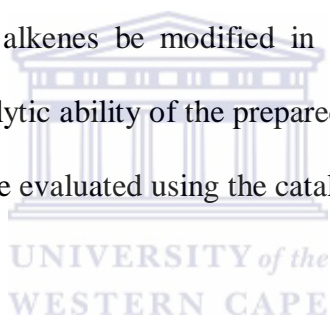 alkenes be modified in
lytic ability of the prepared
e evaluated using the catal
UNIVERSITY of the
WESTERN CAPE